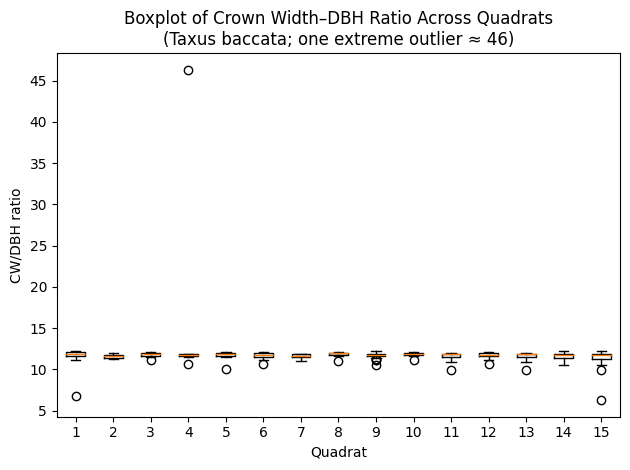 Boxplot of Crown Width–DBH Ratio Across Quadrats
(Taxus baccata; one extreme outlier ≈ 46)
45
40
35
30
25
20
15
10
5
CW/DBH ratio
1 2 3 4 5 6 7 8 9 10 11 12 13 14 15
Quadrat